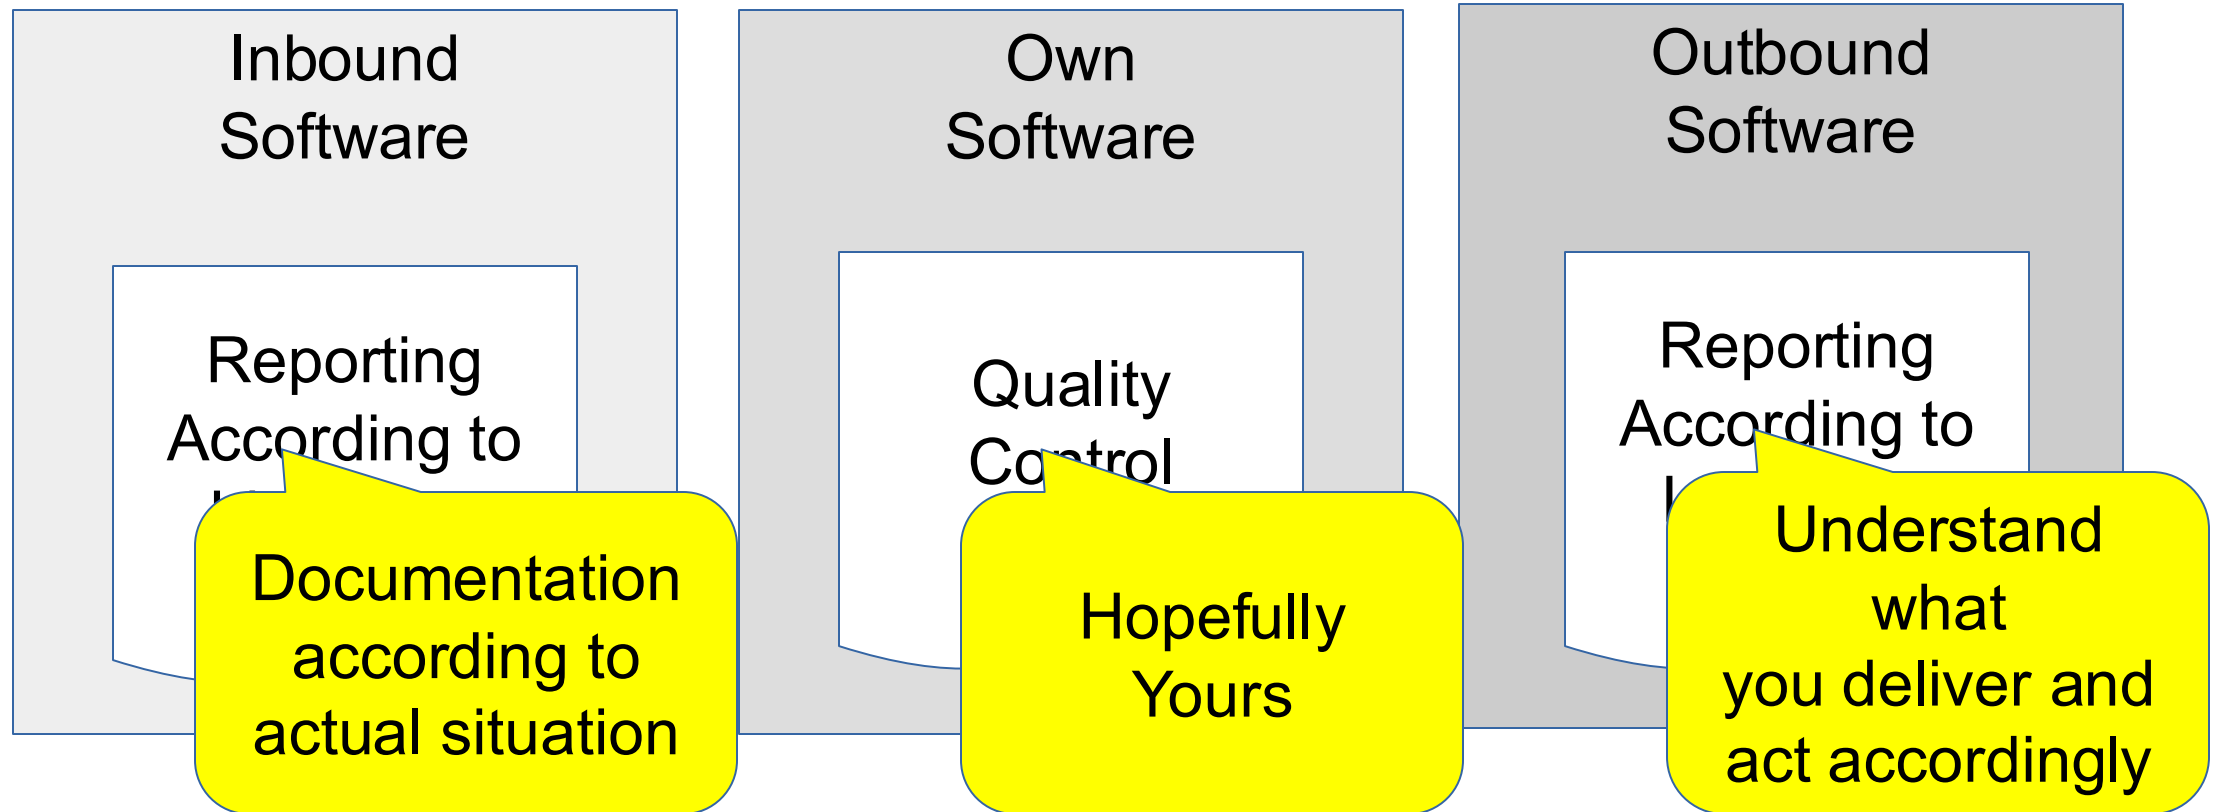 Inbound
Software
Reporting
According to
Documentation
according to
actual situation
Own
Software
Quality
Control
Hopefully
Yours
Outbound
Software
Reporting
According to
Understand
what
you deliver and
act accordingly